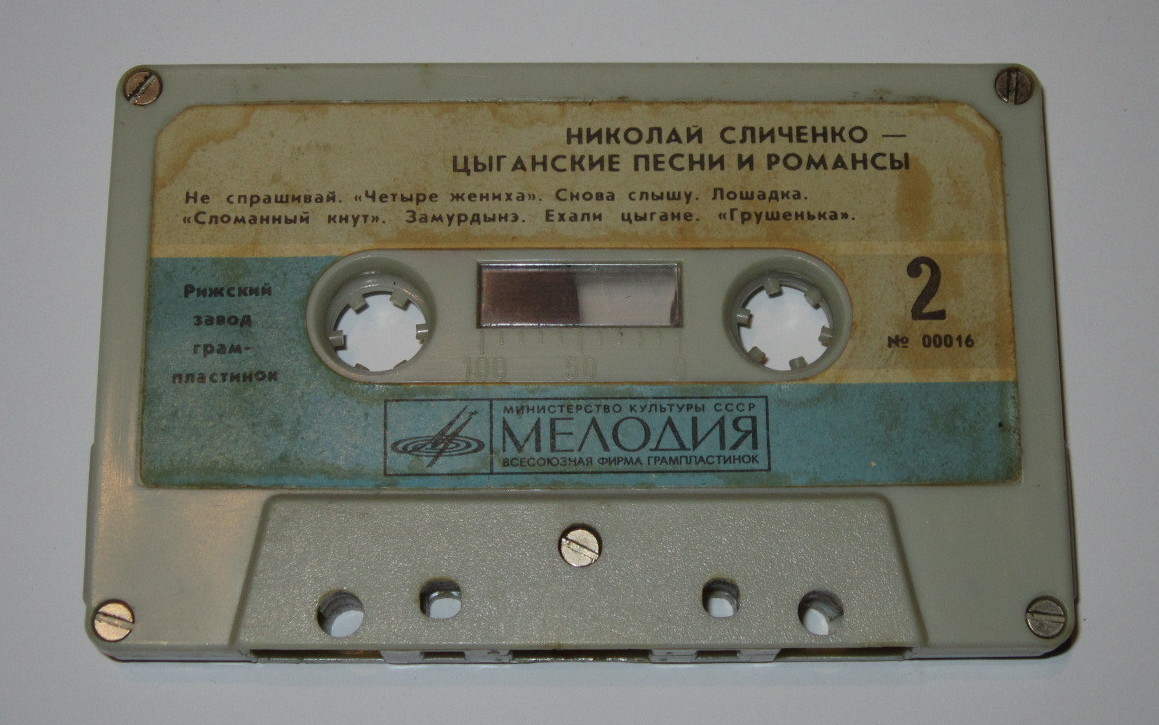 НИКОЛАЙ СЛИЧЕНКО —
ЦЫГАНСКИЕ ПЕСНИ И РОМАНСЫ
Не спрашивай. «Четыре жениха». Снова слышу. Лошадка.
«Сломанный кнут». Замурдынэ. Ехали цыгане. «Грушенька».
Рижский
завод
грам-
пластинок
2
№ 00016
100 50 0
МИНИСТЕРСТВО КУЛЬТУРЫ СССР
МЕЛОДИЯ
ВСЕСОЮЗНАЯ ФИРМА ГРАМПЛАСТИНОК